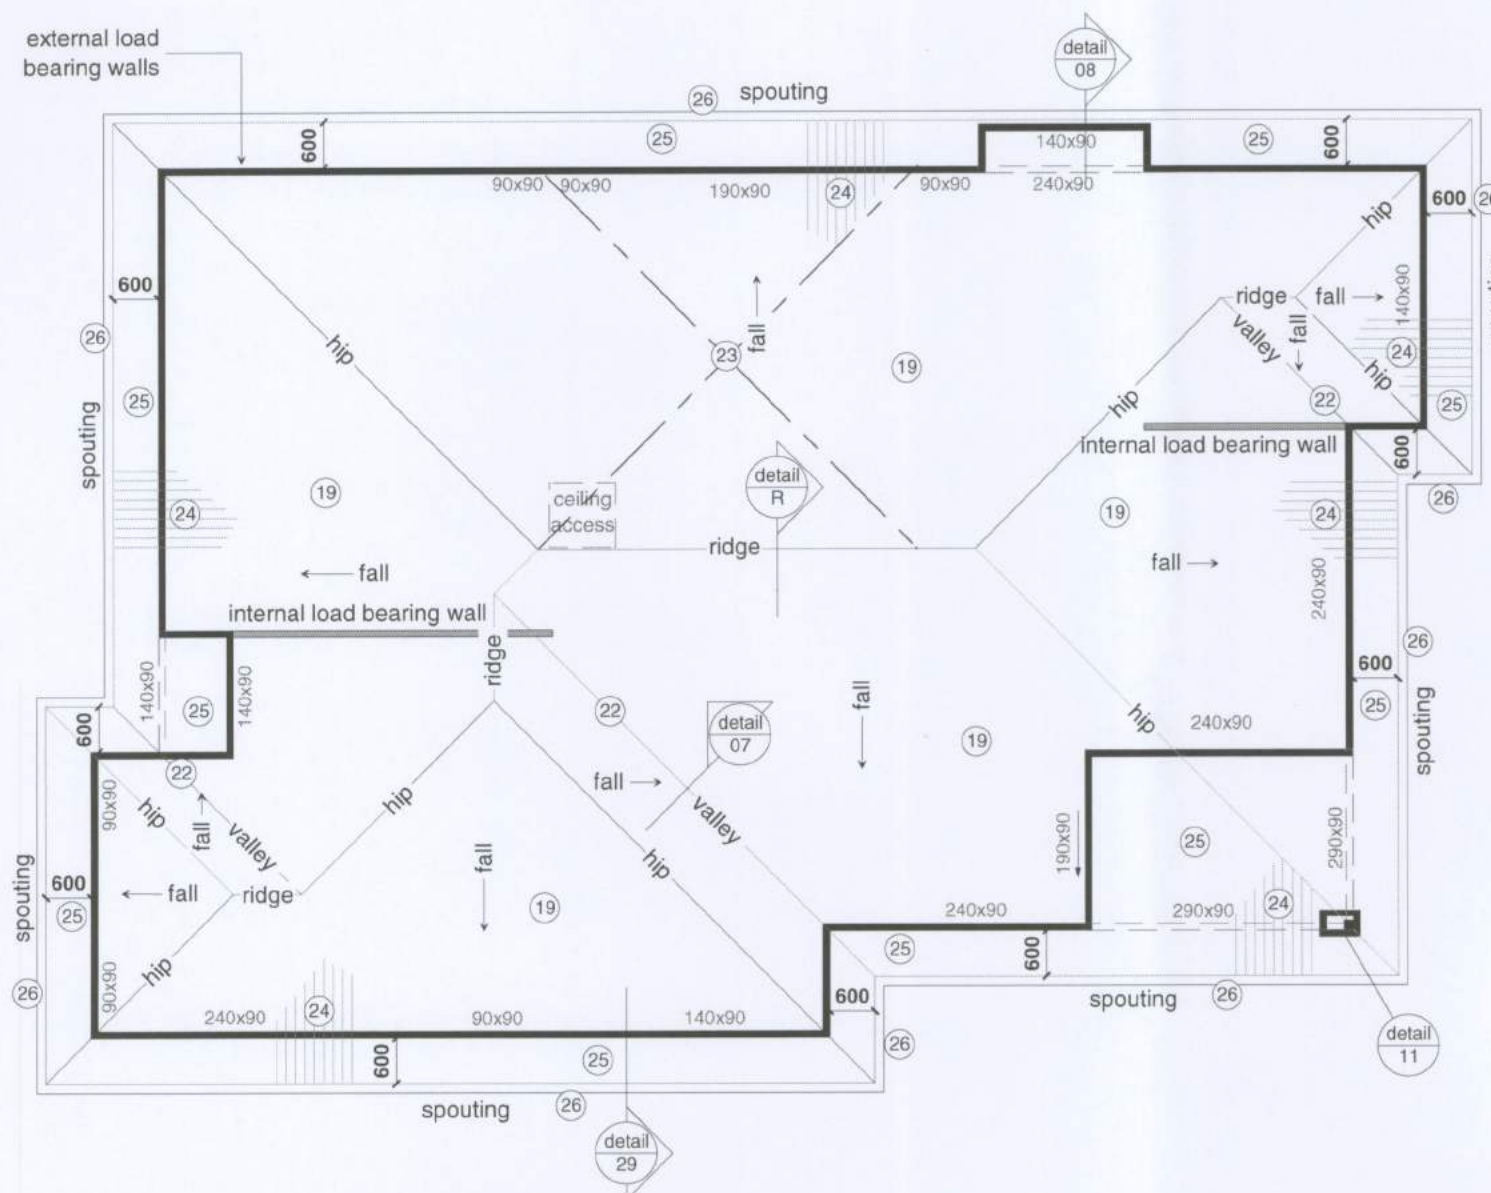 external load
bearing walls
detail
08
26 spouting
600
25
140x90
25
600
90x90 90x90 190x90 24 90x90 240x90
hip
600
600
140x90
26
25
hip
23
fall
19
ridge fall
valley
fall
hip
24
hip
22
25
internal load bearing wall
600
26
spouting
24
19
ceiling
access
detail
R
19
24
ridge
fall
fall
240x90
internal load bearing wall
ridge
26
600
140x90
25
140x90
22
fall
hip
240x90
25
spouting
600
detail
07
19
22
fall
valley
90x90
hip
fall
valley
hip
fall
hip
190x90
25
290x90
spouting
600
25
fall
ridge
19
240x90
290x90
24
25
600
hip
90x90
26
240x90
24
90x90
140x90
600
spouting
26
600
25
26
detail
11
spouting
26
detail
29